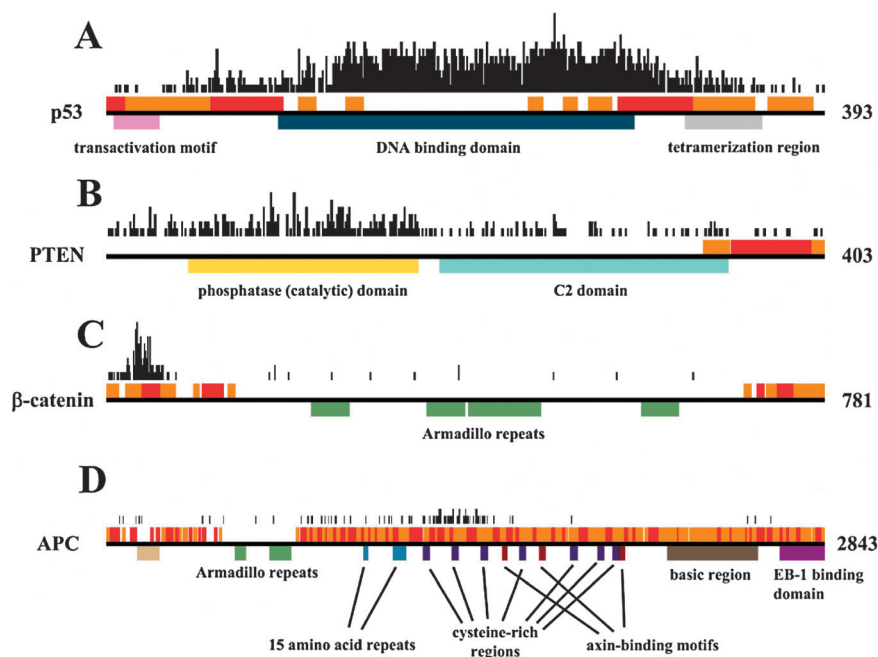 A
p53
393
transactivation motif
DNA binding domain
tetramerization region
B
PTEN
403
phosphatase (catalytic) domain
C2 domain
C
β-catenin
781
Armadillo repeats
D
APC
2843
Armadillo repeats
basic region
EB-1 binding
domain
15 amino acid repeats
cysteine-rich
regions
axin-binding motifs